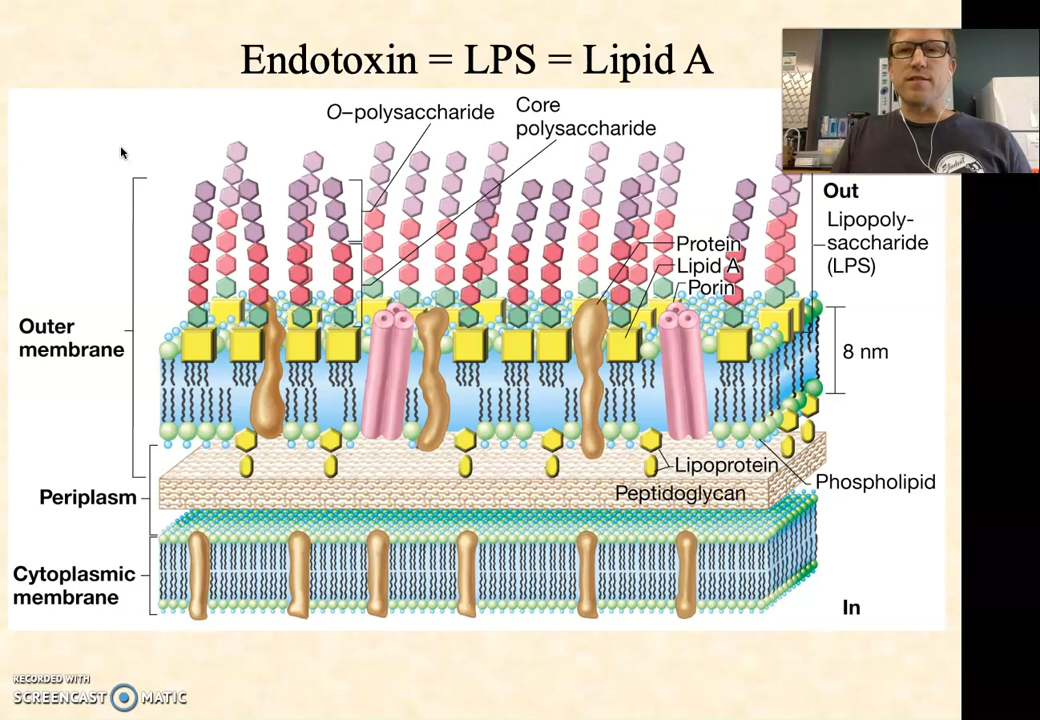 Endotoxin = LPS = Lipid A
O–polysaccharide
Core
polysaccharide
Out
Lipopoly-
saccharide
(LPS)
Protein
Lipid A
Porin
Outer
membrane
8 nm
Lipoprotein
Phospholipid
Peptidoglycan
Periplasm
Cytoplasmic
membrane
In
RECORDED WITH
SCREENCAST MATIC